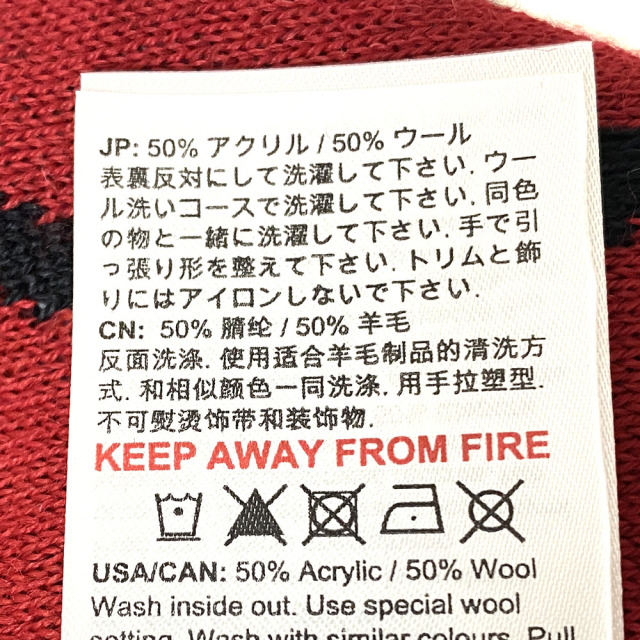 JP: 50% アクリル / 50% ウール
表裏反対にして洗濯して下さい. ウー
ル洗いコースで洗濯して下さい. 同色
の物と一緒に洗濯して下さい. 手で引
っ張り形を整えて下さい. トリムと飾
りにはアイロンしないで下さい.
CN: 50% 腈纶 / 50% 羊毛
反面洗涤. 使用适合羊毛制品的清洗方
式. 和相似颜色一同洗涤. 用手拉塑型.
不可熨烫饰带和装饰物.
KEEP AWAY FROM FIRE
USA/CAN: 50% Acrylic / 50% Wool
Wash inside out. Use special wool
setting. Wash with similar colours. Pull